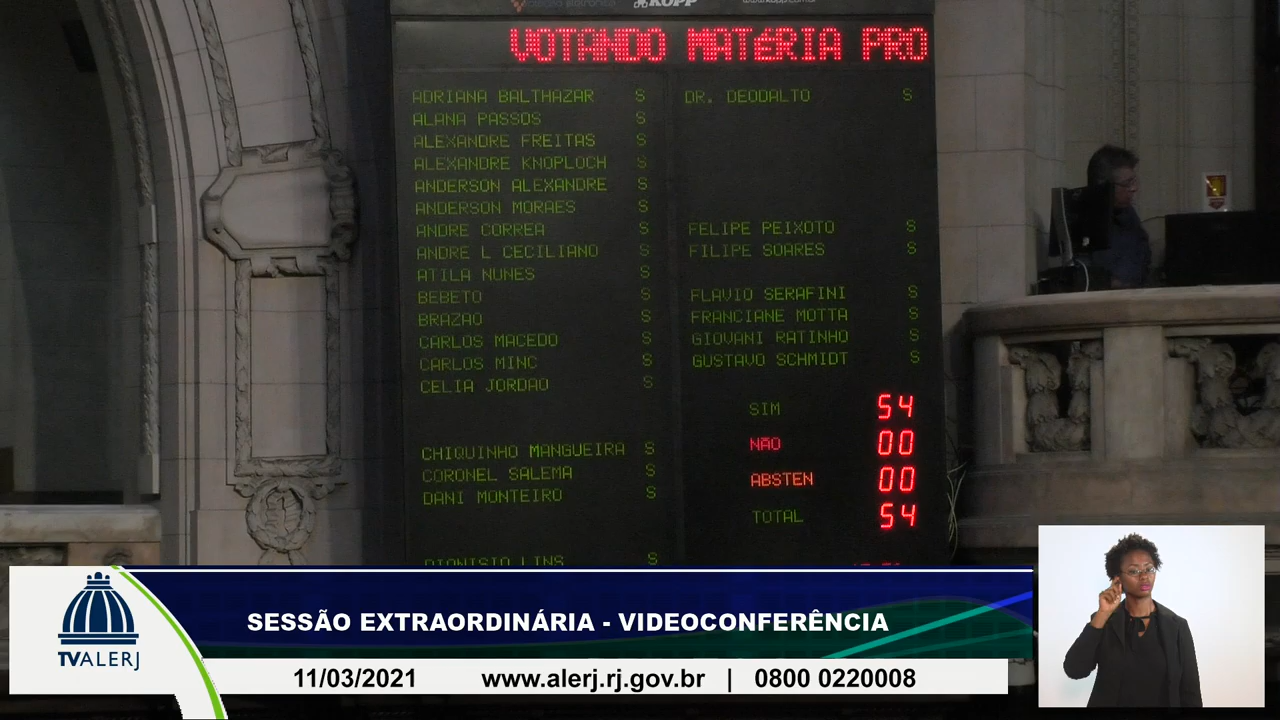 KOPP
VOTANDO MATéRIA PRO
ADRIANA BALTHAZAR S
ALANA PASSOS S
ALEXANDRE FREITAS S
ALEXANDRE KNOPLOCH S
ANDERSON ALEXANDRE S
ANDERSON MORAES S
ANDRE CORREA S
ANDRE L CECILIANO S
ATILA NUNES S
BEBETO S
BRAZAO S
CARLOS MACEDO S
CARLOS MINC S
CELIA JORDAO S
CHIQUINHO MANGUEIRA S
CORONEL SALEMA S
DANI MONTEIRO S
DIONISIO LINS S
DR. DEODALTO S
FELIPE PEIXOTO S
FILIPE SOARES S
FLAVIO SERAFINI S
FRANCIANE MOTTA S
GIOVANI RATINHO S
GUSTAVO SCHMIDT S
SIM 54
NÃO 00
ABSTEN 00
TOTAL 54
TVALERJ
SESSÃO EXTRAORDINÁRIA - VIDEOCONFERÊNCIA
11/03/2021 www.alerj.rj.gov.br | 0800 0220008